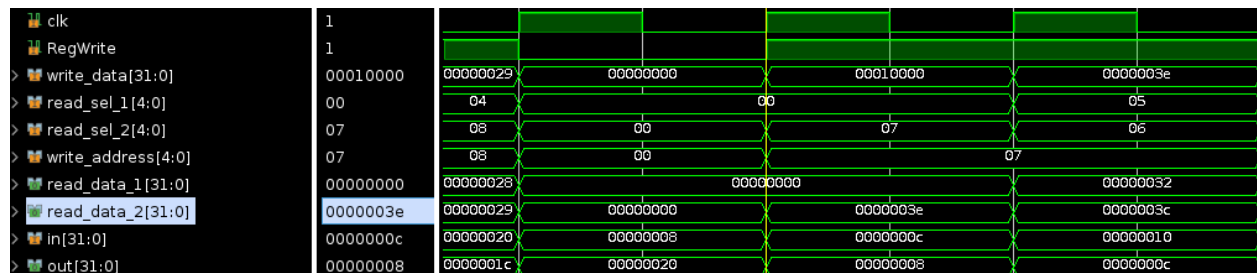 clk 1
RegWrite 1
write_data[31:0] 00010000 00000029 00000000 00010000 0000003e
read_sel_1[4:0] 00 04 00 05
read_sel_2[4:0] 07 08 00 07 06
write_address[4:0] 07 08 00 07
read_data_1[31:0] 00000000 00000028 00000000 00000032
read_data_2[31:0] 0000003e 00000029 00000000 0000003e 0000003c
in[31:0] 0000000c 00000020 00000008 0000000c 00000010
out[31:0] 00000008 0000001c 00000020 00000008 0000000c